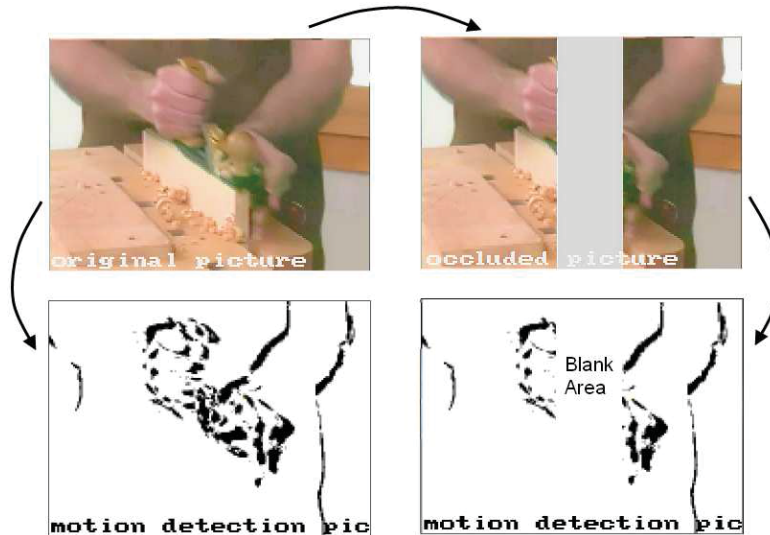 original picture
occluded picture
Blank
Area
motion detection pic
motion detection pic